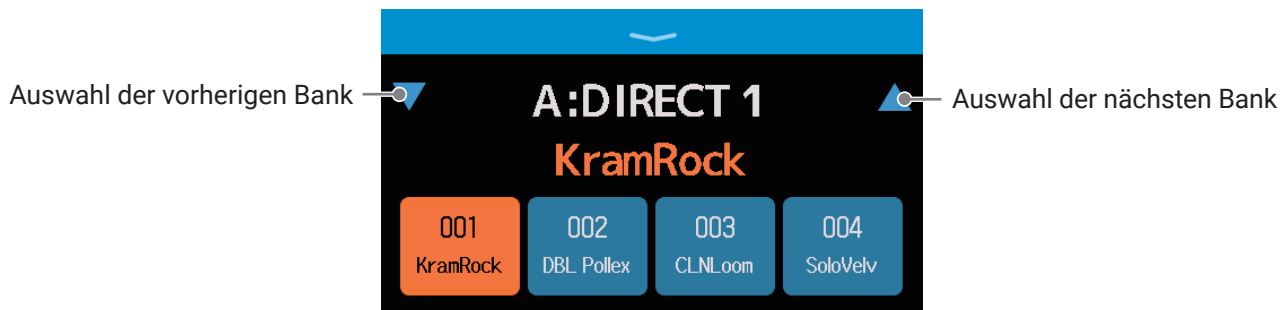 Auswahl der vorherigen Bank
A:DIRECT 1
Auswahl der nächsten Bank
KramRock
001
KramRock
002
DBL Pollex
003
CLNLoom
004
SoloVelv